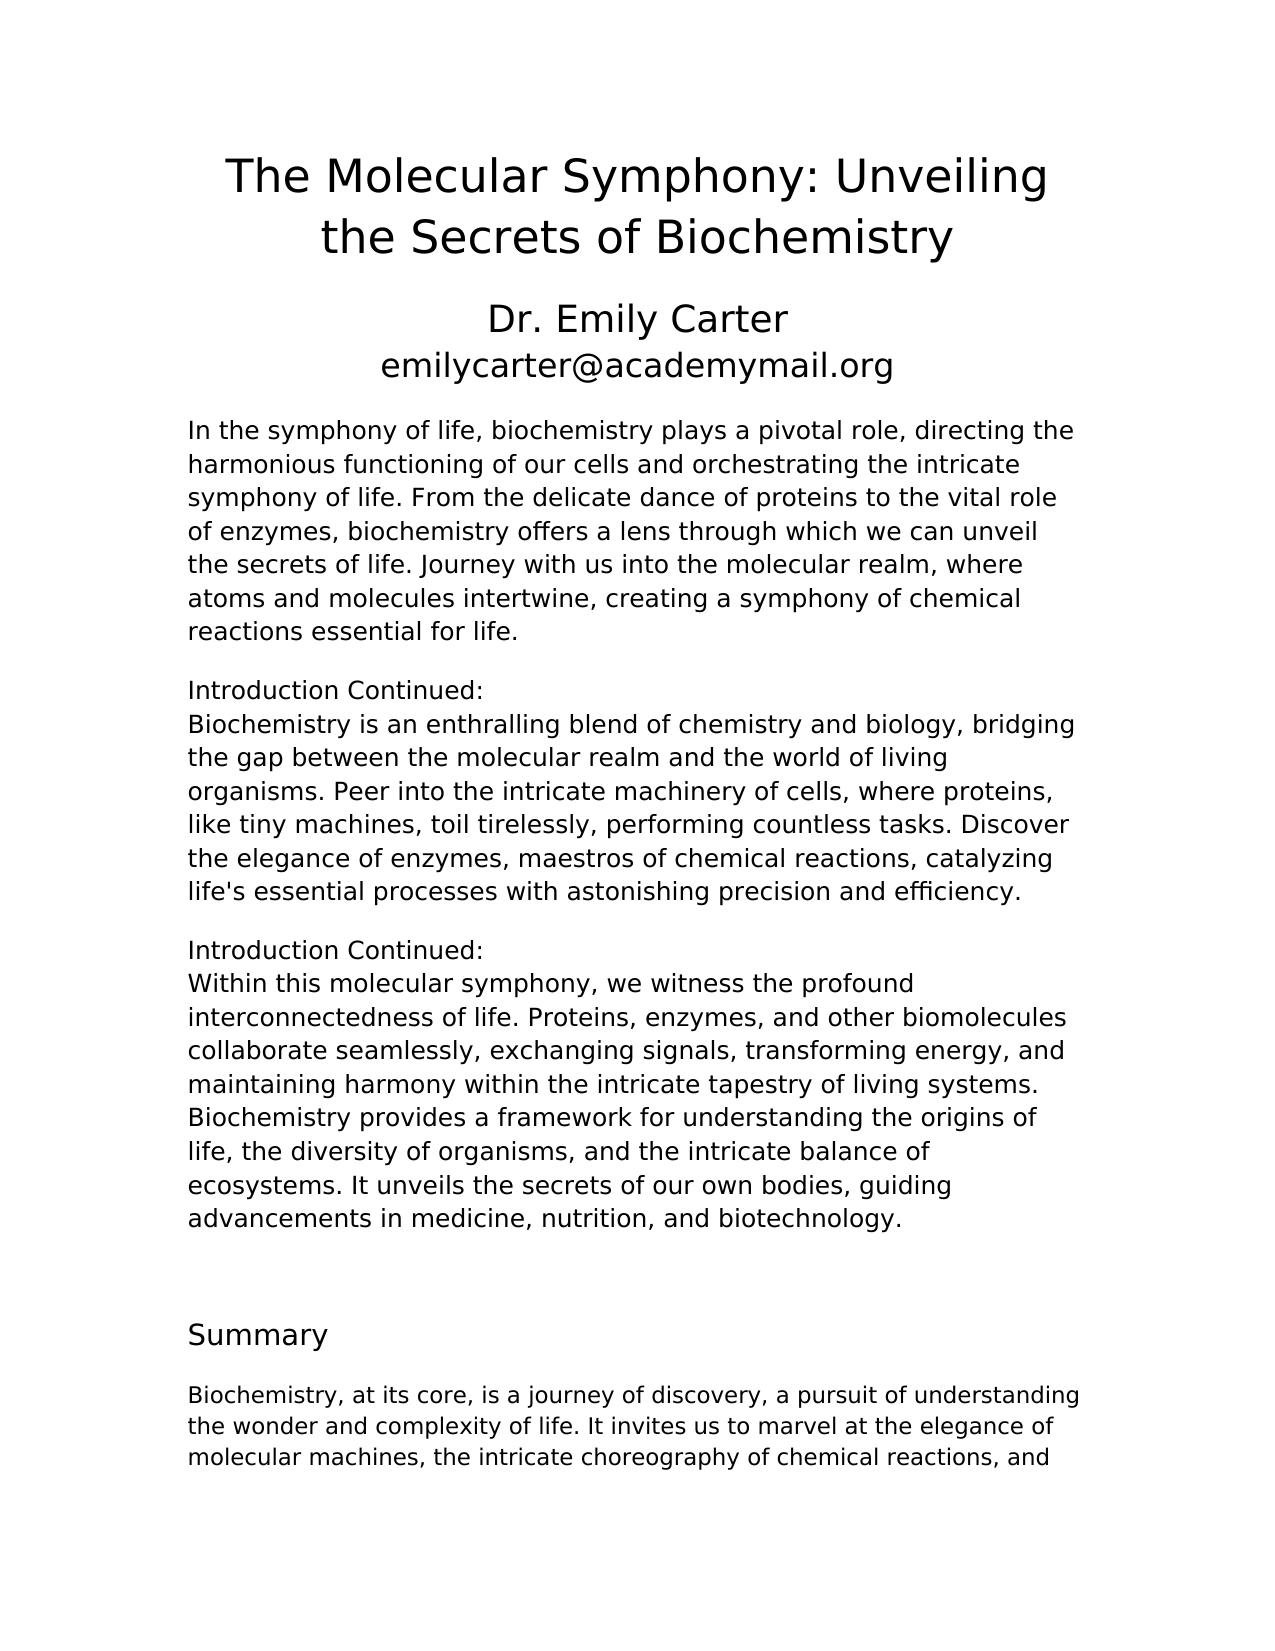 The Molecular Symphony: Unveiling
the Secrets of Biochemistry
Dr. Emily Carter
emilycarter@academymail.org
In the symphony of life, biochemistry plays a pivotal role, directing the
harmonious functioning of our cells and orchestrating the intricate
symphony of life. From the delicate dance of proteins to the vital role
of enzymes, biochemistry offers a lens through which we can unveil
the secrets of life. Journey with us into the molecular realm, where
atoms and molecules intertwine, creating a symphony of chemical
reactions essential for life.
Introduction Continued:
Biochemistry is an enthralling blend of chemistry and biology, bridging
the gap between the molecular realm and the world of living
organisms. Peer into the intricate machinery of cells, where proteins,
like tiny machines, toil tirelessly, performing countless tasks. Discover
the elegance of enzymes, maestros of chemical reactions, catalyzing
life's essential processes with astonishing precision and efficiency.
Introduction Continued:
Within this molecular symphony, we witness the profound
interconnectedness of life. Proteins, enzymes, and other biomolecules
collaborate seamlessly, exchanging signals, transforming energy, and
maintaining harmony within the intricate tapestry of living systems.
Biochemistry provides a framework for understanding the origins of
life, the diversity of organisms, and the intricate balance of
ecosystems. It unveils the secrets of our own bodies, guiding
advancements in medicine, nutrition, and biotechnology.
Summary
Biochemistry, at its core, is a journey of discovery, a pursuit of understanding
the wonder and complexity of life. It invites us to marvel at the elegance of
molecular machines, the intricate choreography of chemical reactions, and